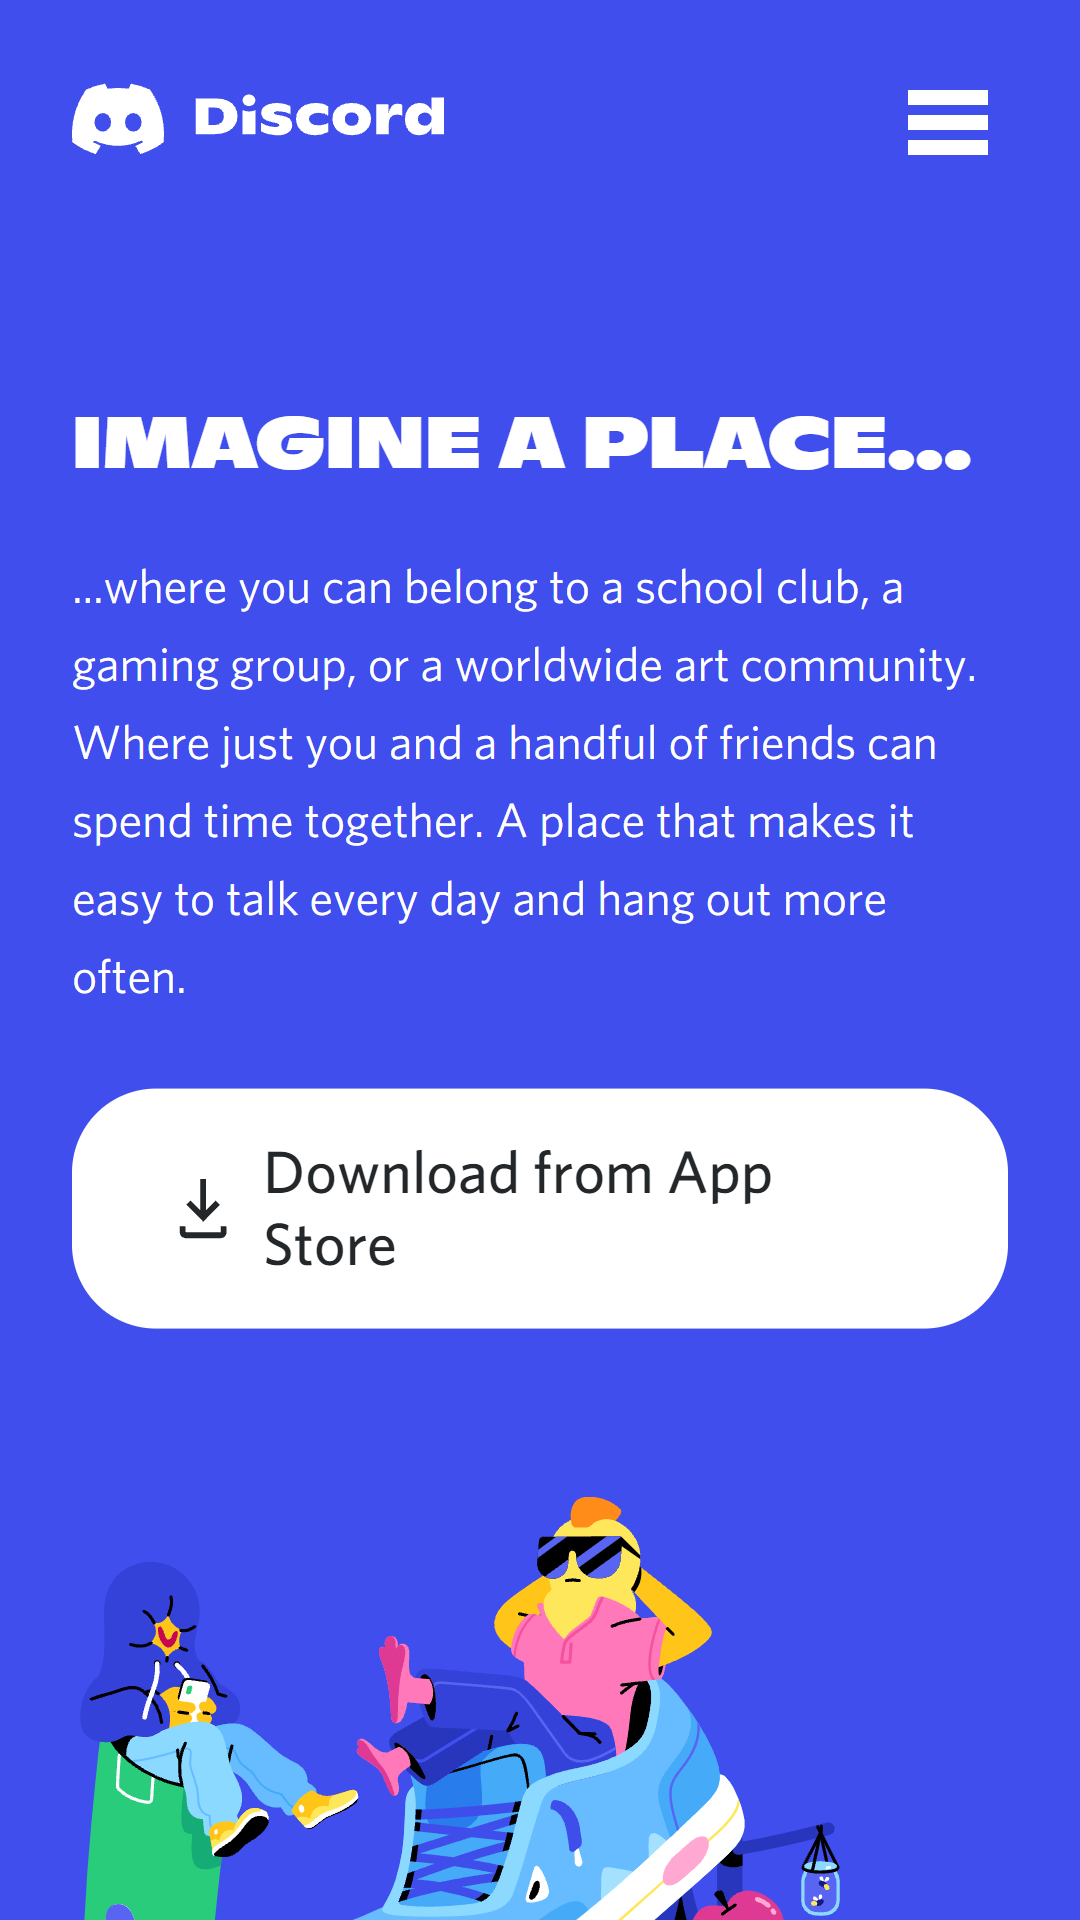 Discord
IMAGINE A PLACE...
...where you can belong to a school club, a
gaming group, or a worldwide art community.
Where just you and a handful of friends can
spend time together. A place that makes it
easy to talk every day and hang out more
often.
Download from App
Store